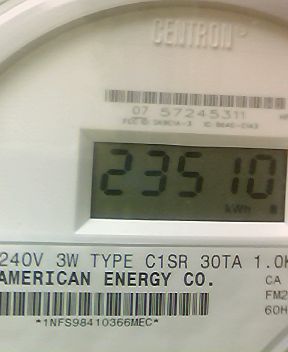 CENTRON®
07 57245311
23510
kWh
240V 3W TYPE C1SR 30TA 1.0K
AMERICAN ENERGY CO.
CA
FM2
60H
*1NFS98410366MEC*